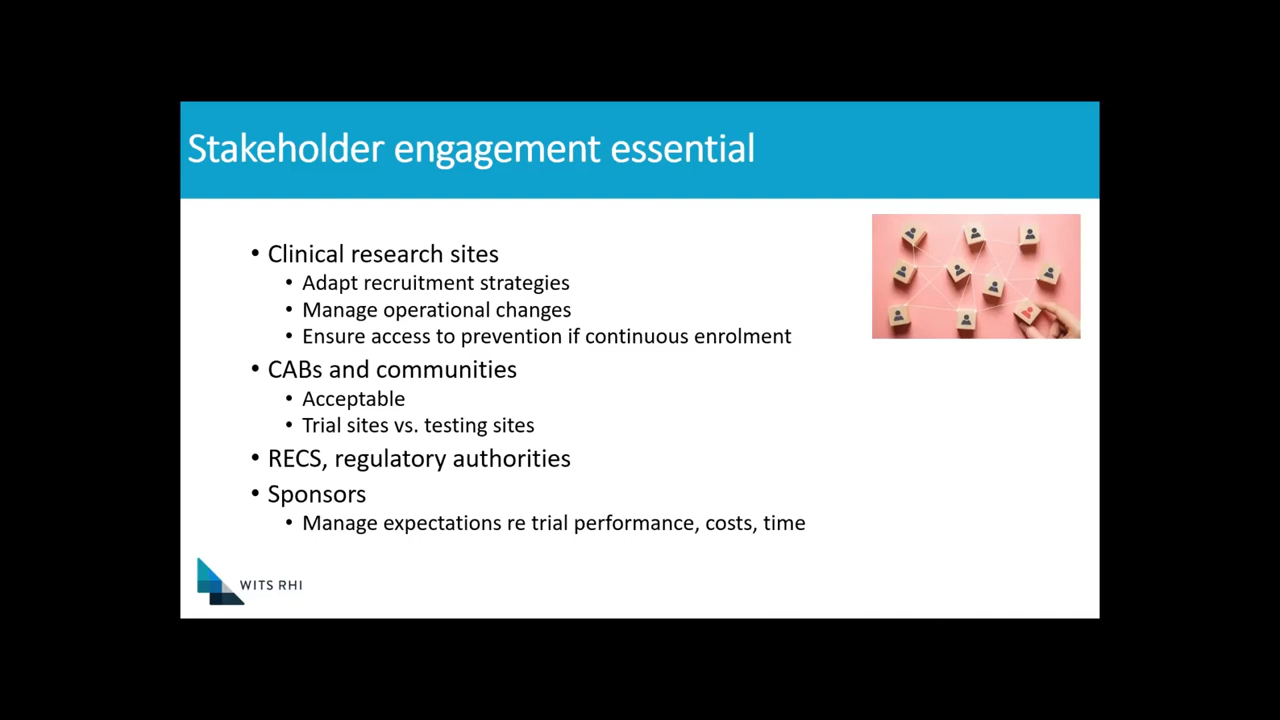 Stakeholder engagement essential
• Clinical research sites
• Adapt recruitment strategies
• Manage operational changes
• Ensure access to prevention if continuous enrolment
• CABs and communities
• Acceptable
• Trial sites vs. testing sites
• RECS, regulatory authorities
• Sponsors
• Manage expectations re trial performance, costs, time
WITS RHI